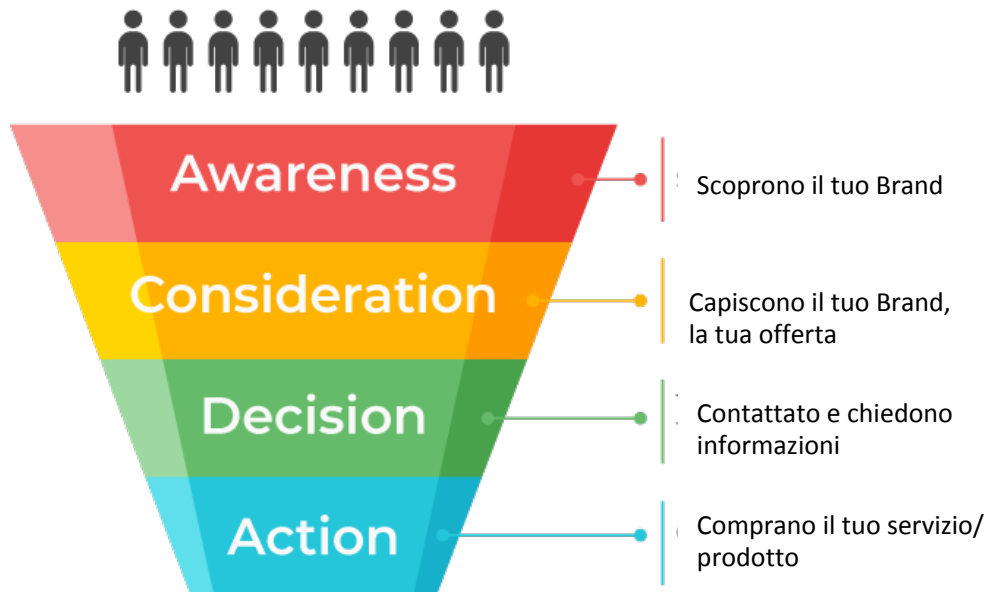 Awareness
Scoprono il tuo Brand
Consideration
Capiscono il tuo Brand,
la tua offerta
Decision
Contattato e chiedono
informazioni
Action
Comprano il tuo servizio/
prodotto